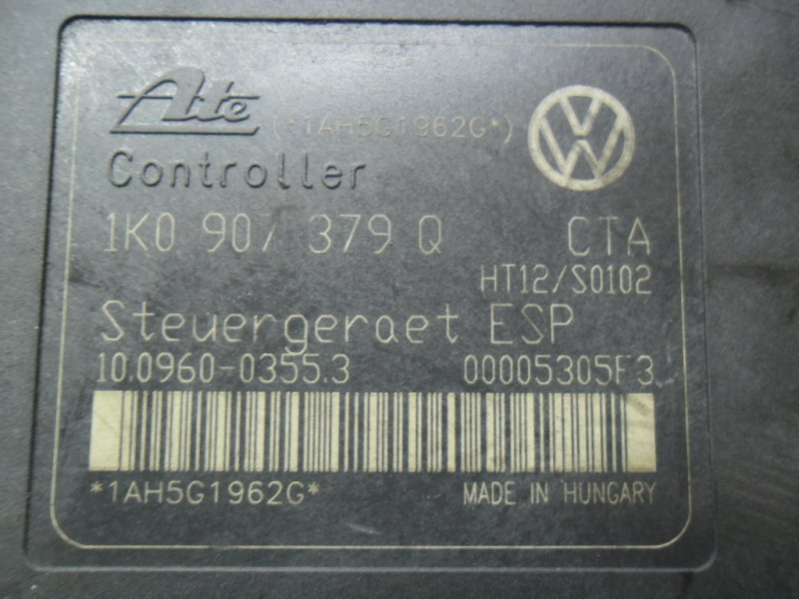 Ate (*1AH5G1962G*)
Controller
1K0 907 379 Q CTA
HT12/S0102
Steuergeraet ESP
10.0960-0355.3 00005305F3
*1AH5G1962G* MADE IN HUNGARY